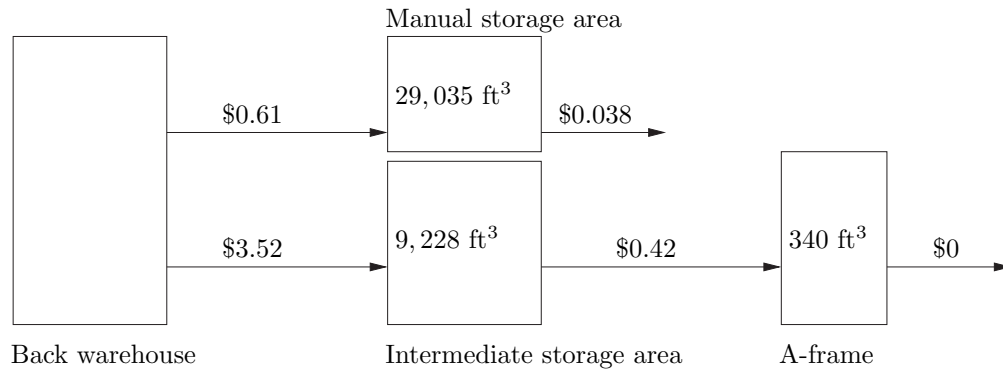 Manual storage area
29, 035 ft³
$0.61
$0.038
9, 228 ft³
340 ft³
$3.52
$0.42
$0
Back warehouse
Intermediate storage area
A-frame